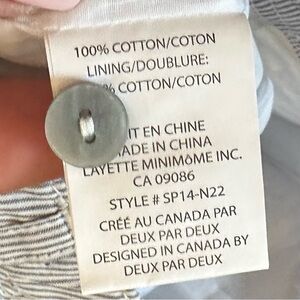 100% COTTON/COTON
LINING/DOUBLURE:
% COTTON/COTON
IT EN CHINE
MADE IN CHINA
LAYETTE MINIMÔME INC.
CA 09086
STYLE # SP14-N22
CRÉÉ AU CANADA PAR
DEUX PAR DEUX
DESIGNED IN CANADA BY
DEUX PAR DEUX